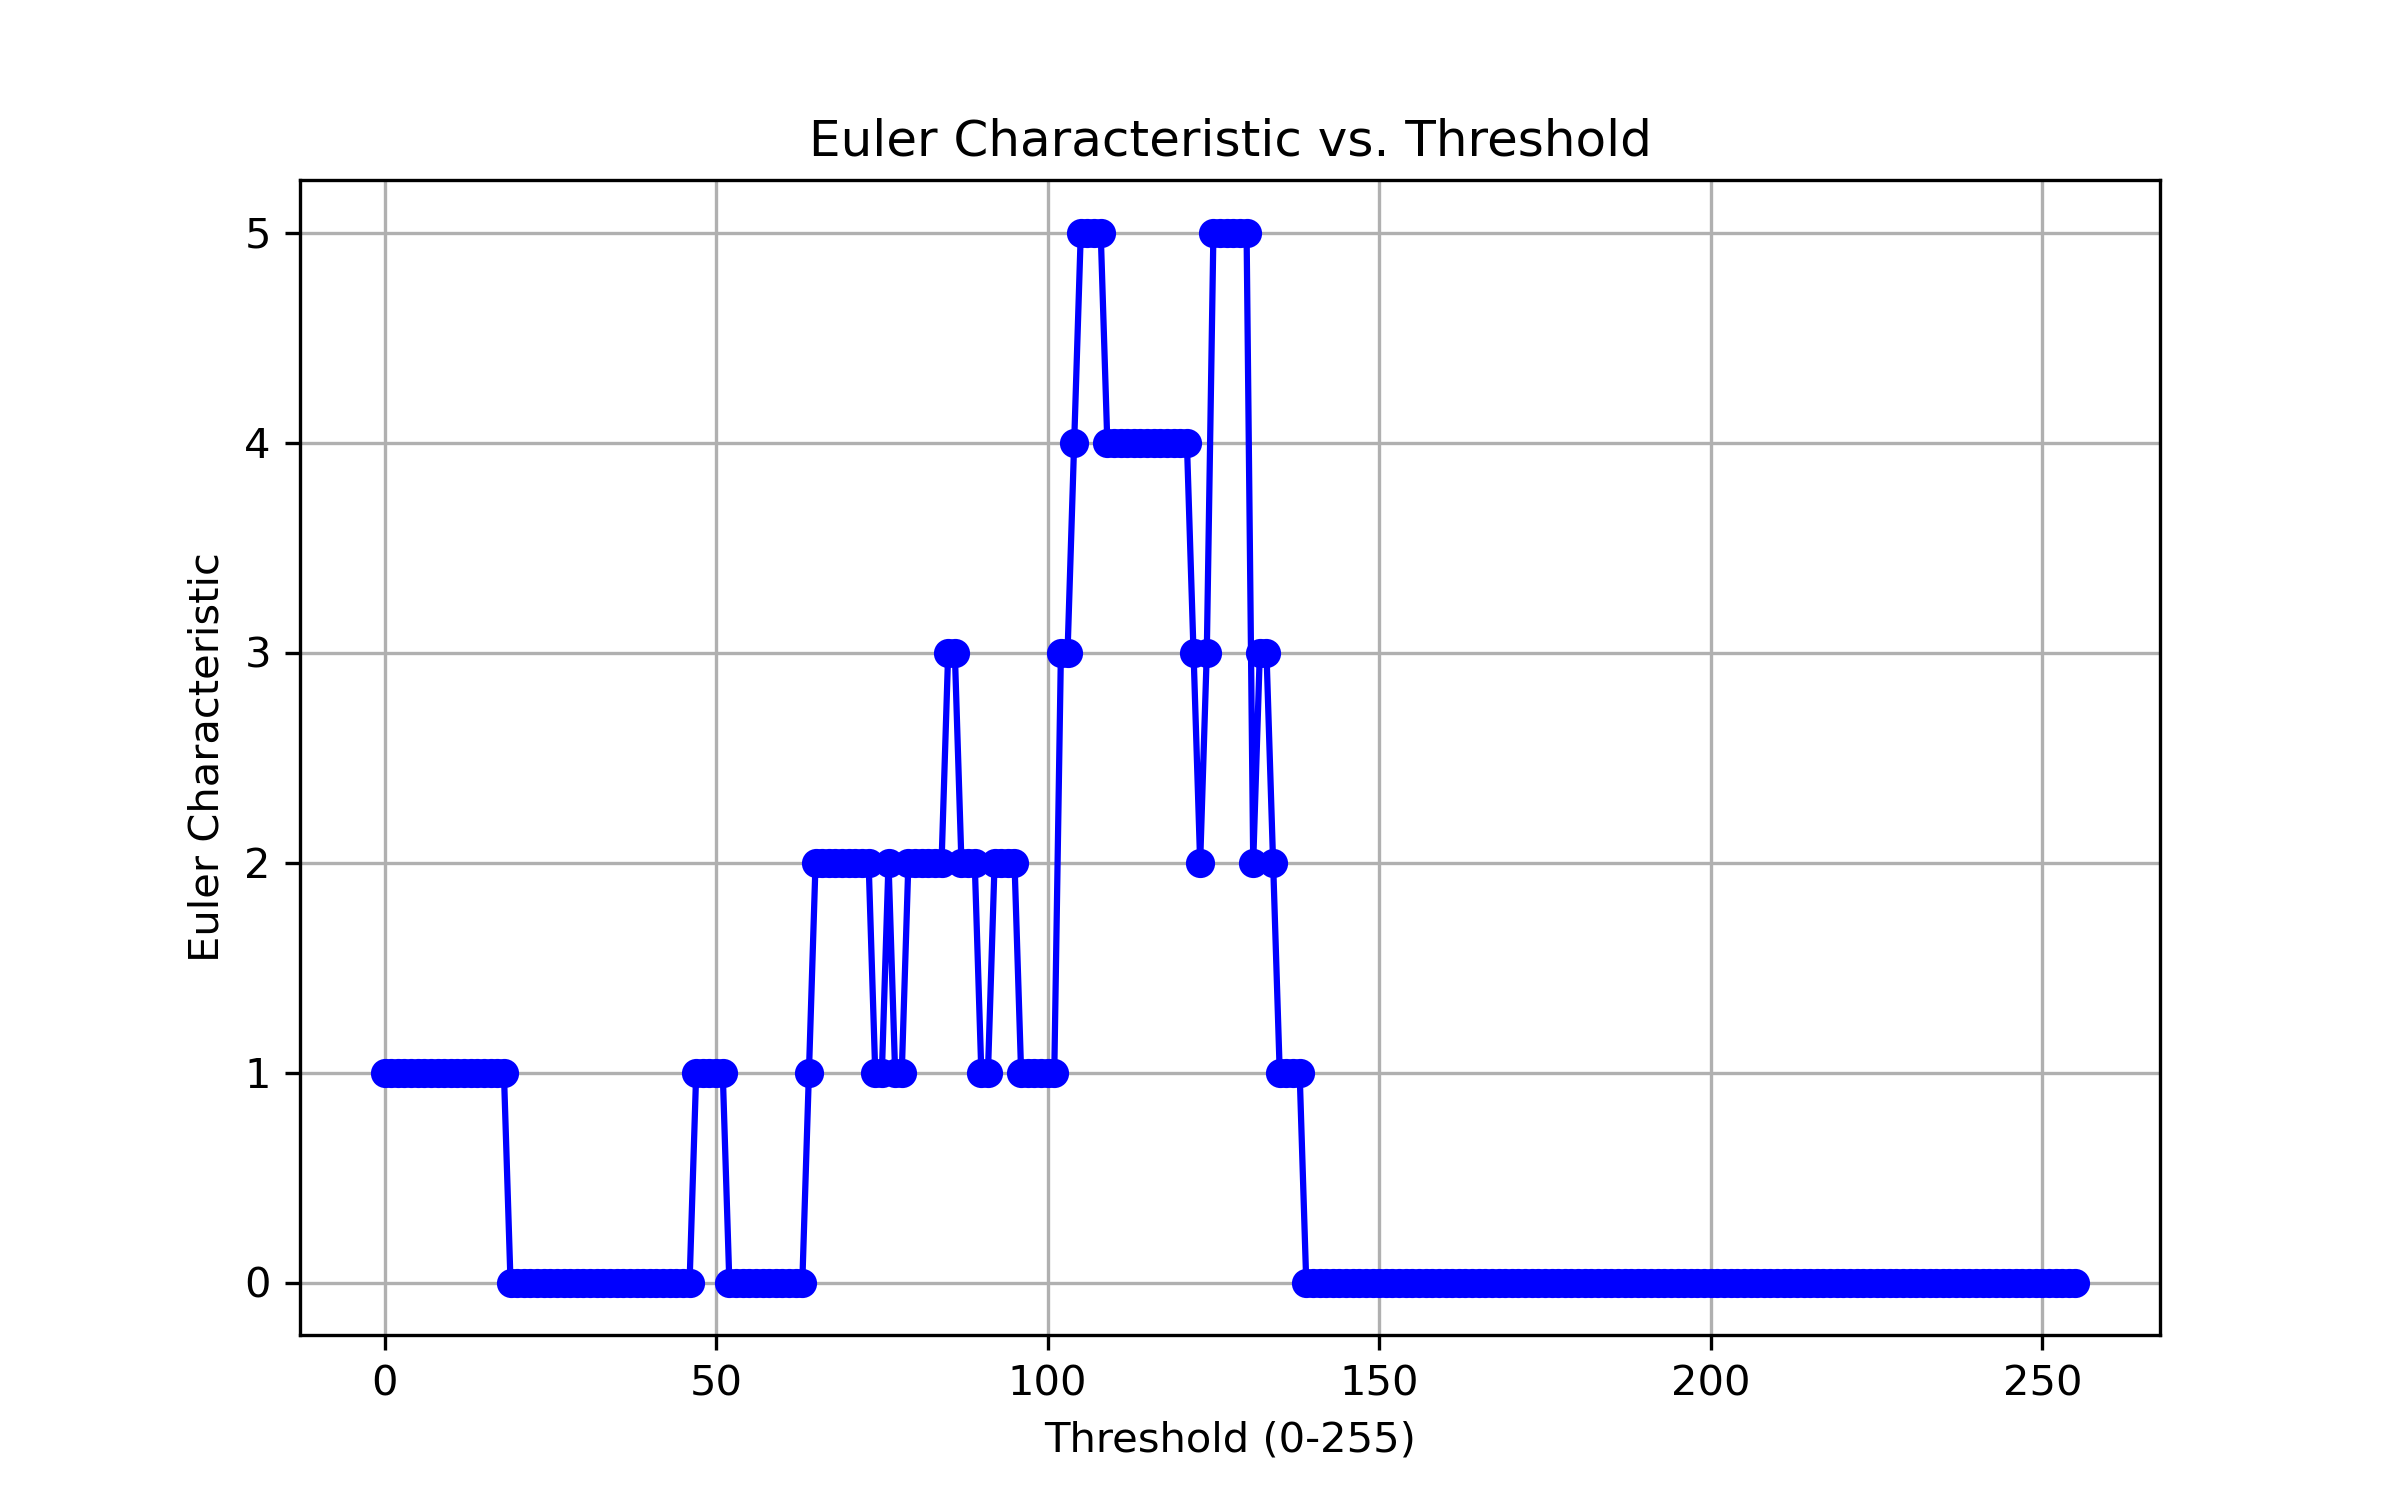 Euler Characteristic vs. Threshold
Euler Characteristic
5
4
3
2
1
0
0 50 100 150 200 250
Threshold (0-255)